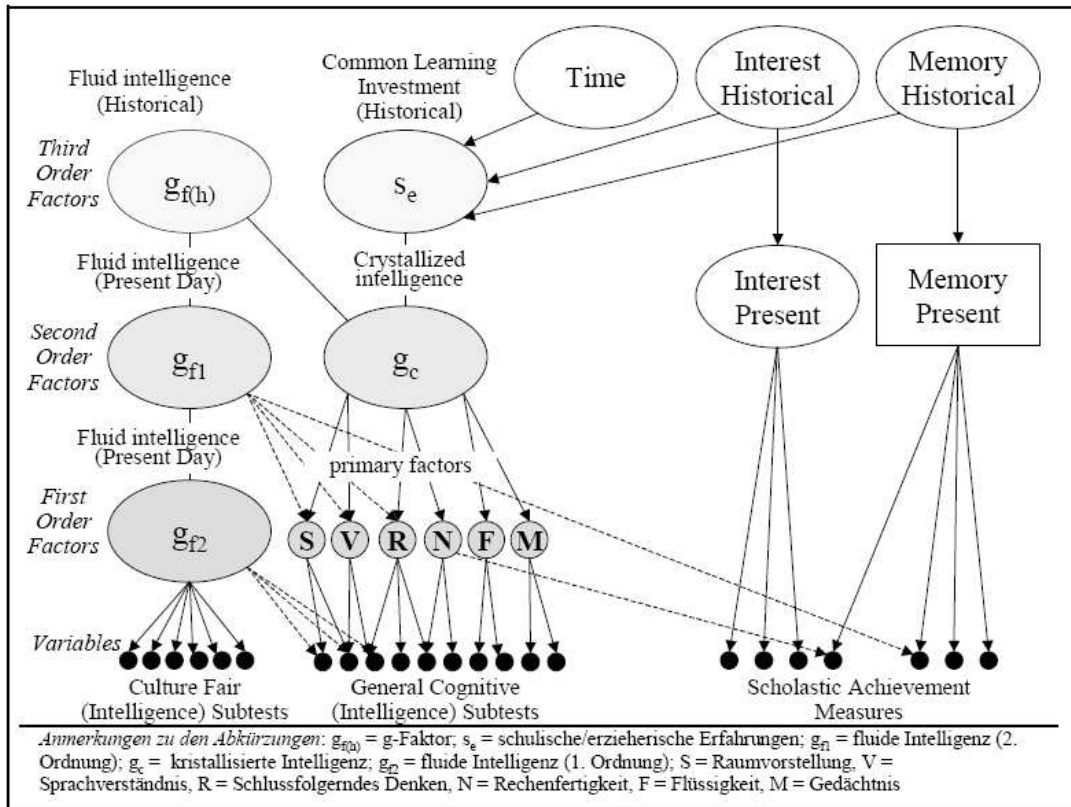 Fluid intelligence
(Historical)
Common Learning
Investment
(Historical)
Time
Interest
Historical
Memory
Historical
Third
Order
Factors
g_f(h)
s_e
Fluid intelligence
(Present Day)
Crystallized
intelligence
Interest
Present
Memory
Present
Second
Order
Factors
g_f1
g_c
Fluid intelligence
(Present Day)
primary factors
First
Order
Factors
g_f2
S V R N F M
Variables
Culture Fair
(Intelligence) Subtests
General Cognitive
(Intelligence) Subtests
Scholastic Achievement
Measures
Anmerkungen zu den Abkürzungen: g_f(h) = g-Faktor; s_e = schulische/erzieherische Erfahrungen; g_f1 = fluide Intelligenz (2.
Ordnung); g_c = kristallisierte Intelligenz; g_f2 = fluide Intelligenz (1. Ordnung); S = Raumvorstellung, V =
Sprachverständnis, R = Schlussfolgerndes Denken, N = Rechenfertigkeit, F = Flüssigkeit, M = Gedächtnis